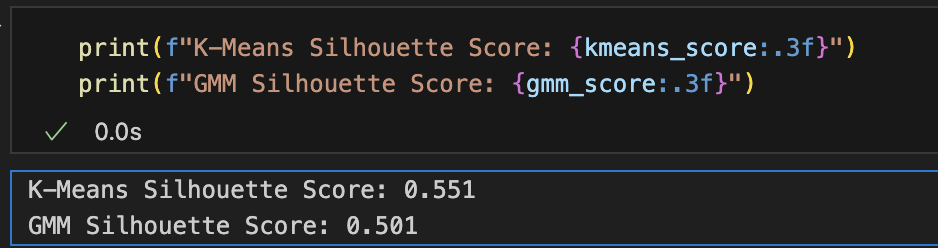 print(f"K-Means Silhouette Score: {kmeans_score:.3f}")
print(f"GMM Silhouette Score: {gmm_score:.3f}")
✓ 0.0s
K-Means Silhouette Score: 0.551
GMM Silhouette Score: 0.501